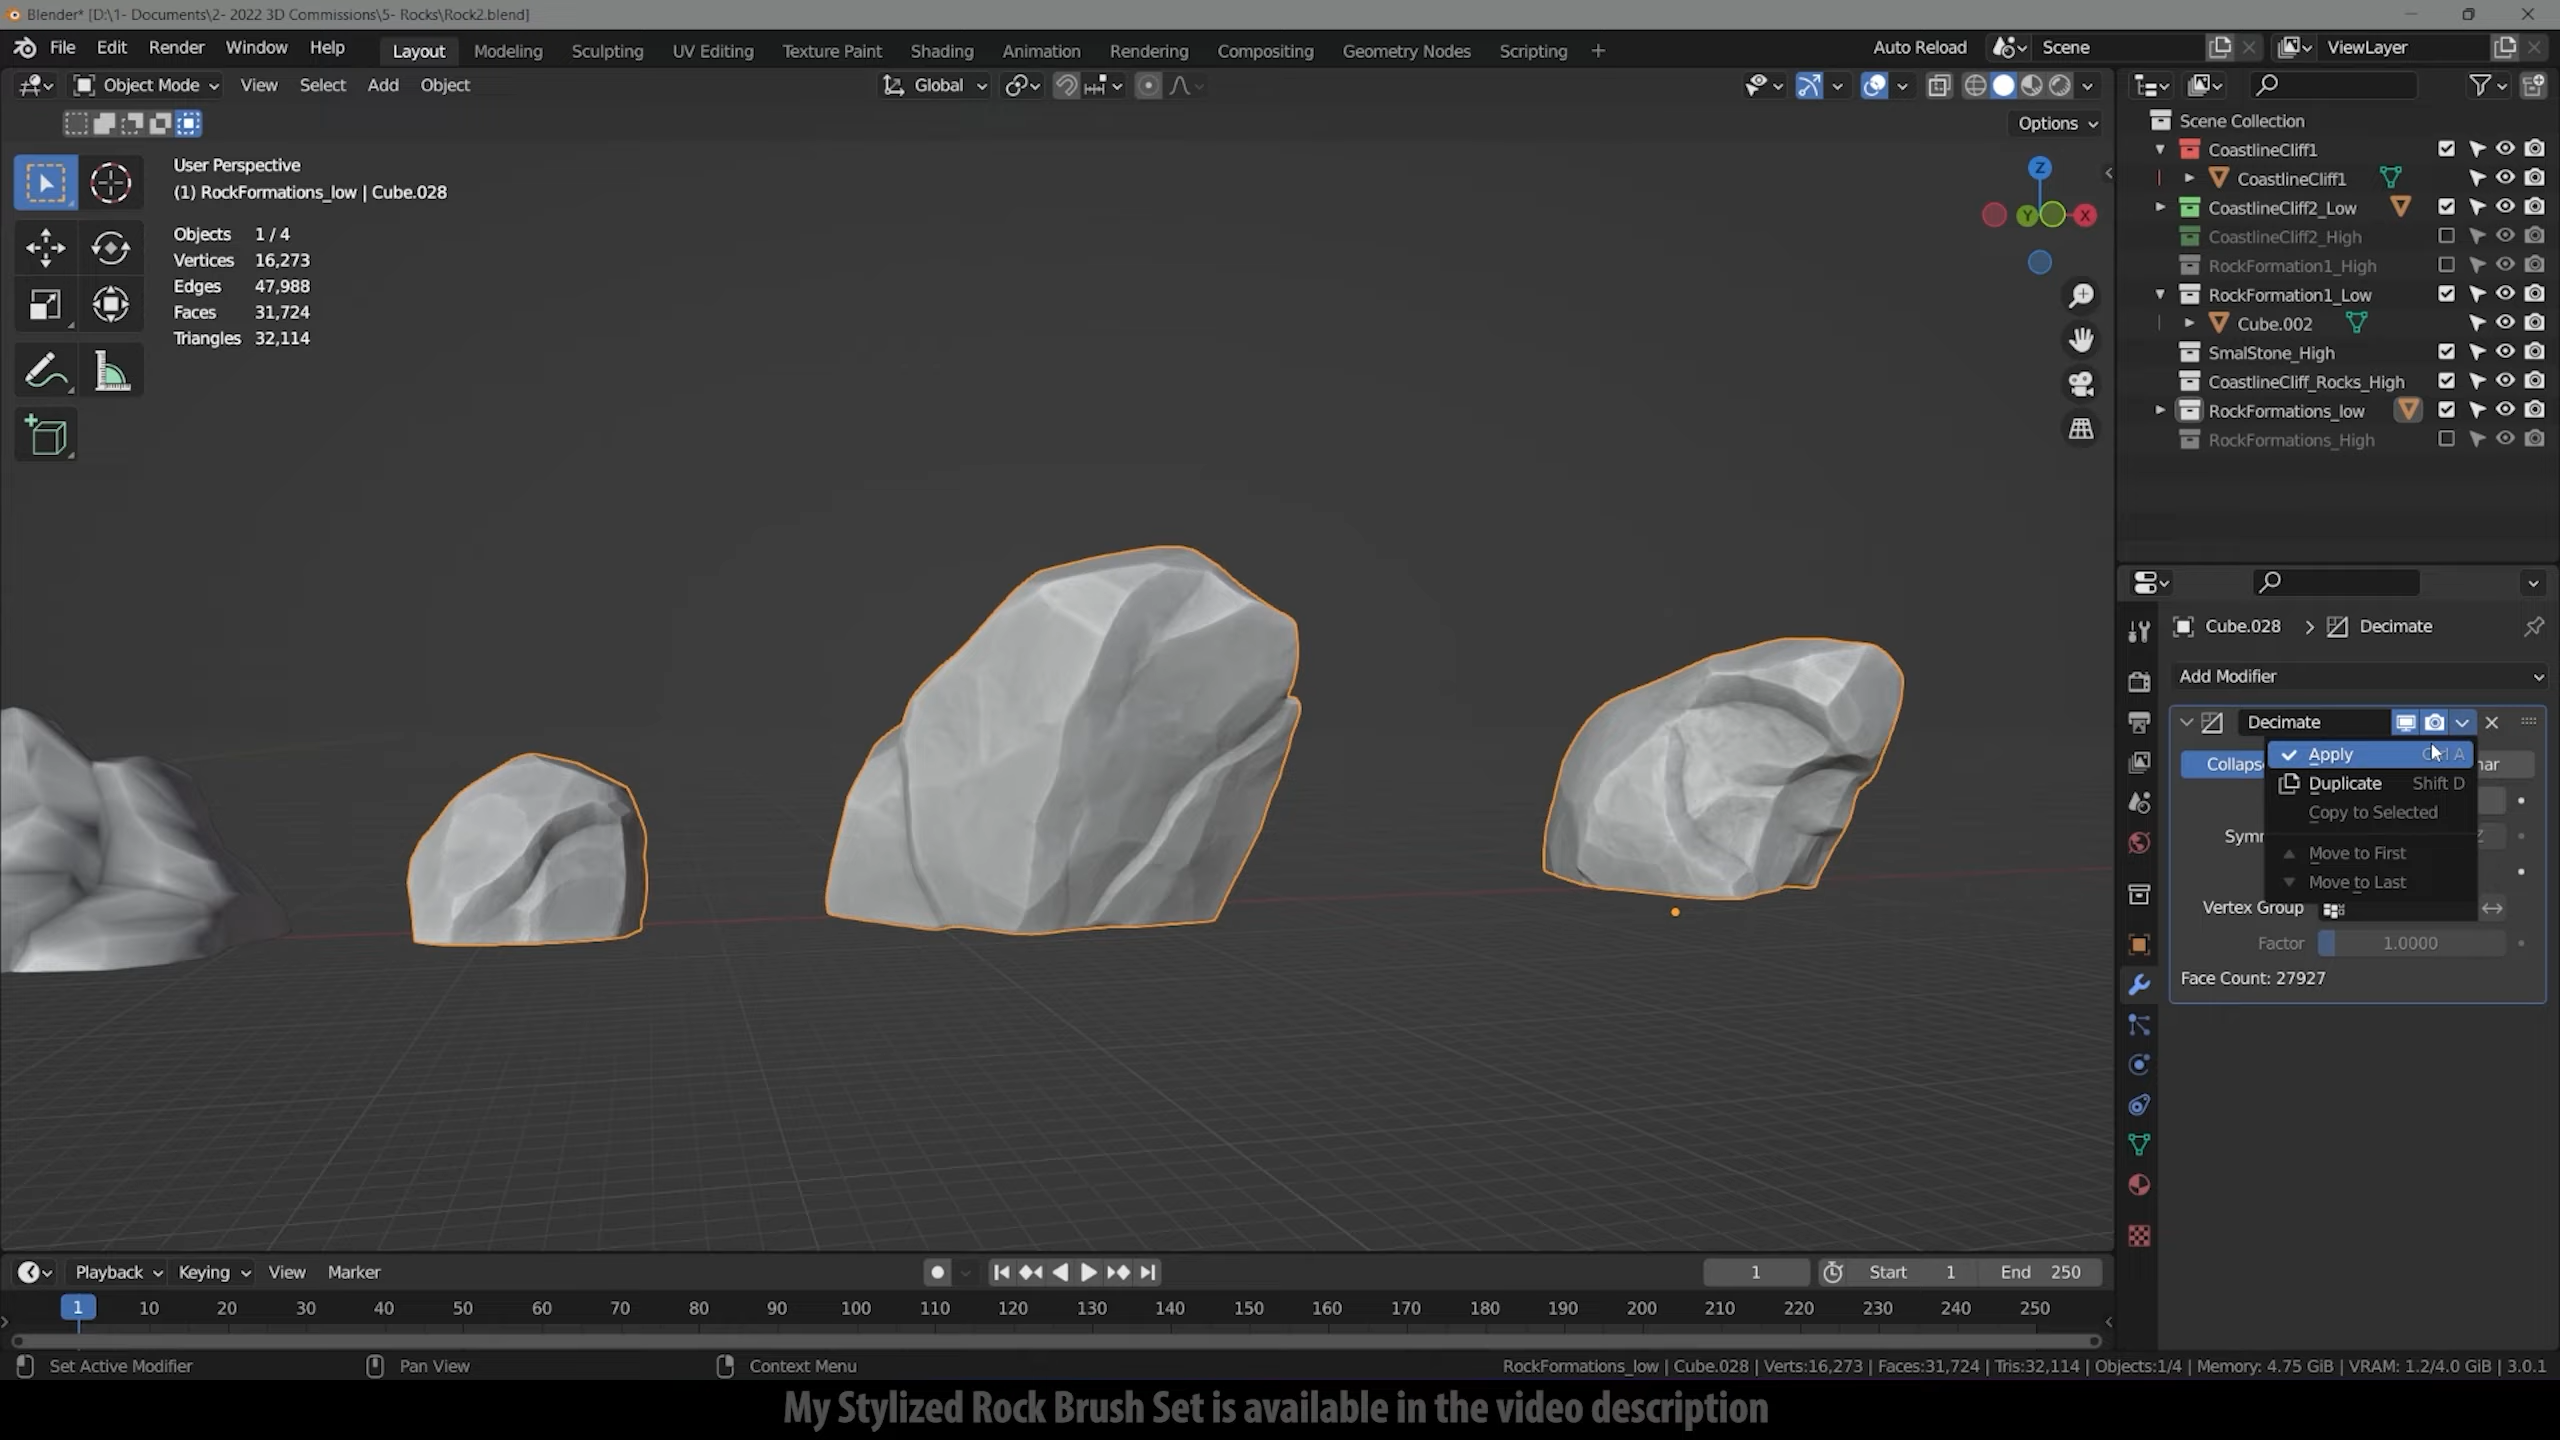 Blender* [D:\1- Documents\2- 2022 3D Commissions\5- Rocks\Rock2.blend]
File Edit Render Window Help Layout Modeling Sculpting UV Editing Texture Paint Shading Animation Rendering Compositing Geometry Nodes Scripting + Auto Reload Scene ViewLayer
Object Mode View Select Add Object Global
Options
User Perspective
(1) RockFormations_low | Cube.028
Objects 1 / 4
Vertices 16,273
Edges 47,988
Faces 31,724
Triangles 32,114
Z
Y X
Scene Collection
CoastlineCliff1
CoastlineCliff1
CoastlineCliff2_Low
CoastlineCliff2_High
RockFormation1_High
RockFormation1_Low
Cube.002
SmalStone_High
CoastlineCliff_Rocks_High
RockFormations_low
RockFormations_High
Cube.028 > Decimate
Add Modifier
Decimate
Apply Ctrl A
Duplicate Shift D
Copy to Selected
Move to First
Move to Last
Vertex Group
Factor 1.0000
Face Count: 27927
Playback Keying View Marker 1 Start 1 End 250
1 10 20 30 40 50 60 70 80 90 100 110 120 130 140 150 160 170 180 190 200 210 220 230 240 250
Set Active Modifier Pan View Context Menu RockFormations_low | Cube.028 | Verts:16,273 | Faces:31,724 | Tris:32,114 | Objects:1/4 | Memory: 4.75 GiB | VRAM: 1.2/4.0 GiB | 3.0.1
My Stylized Rock Brush Set is available in the video description